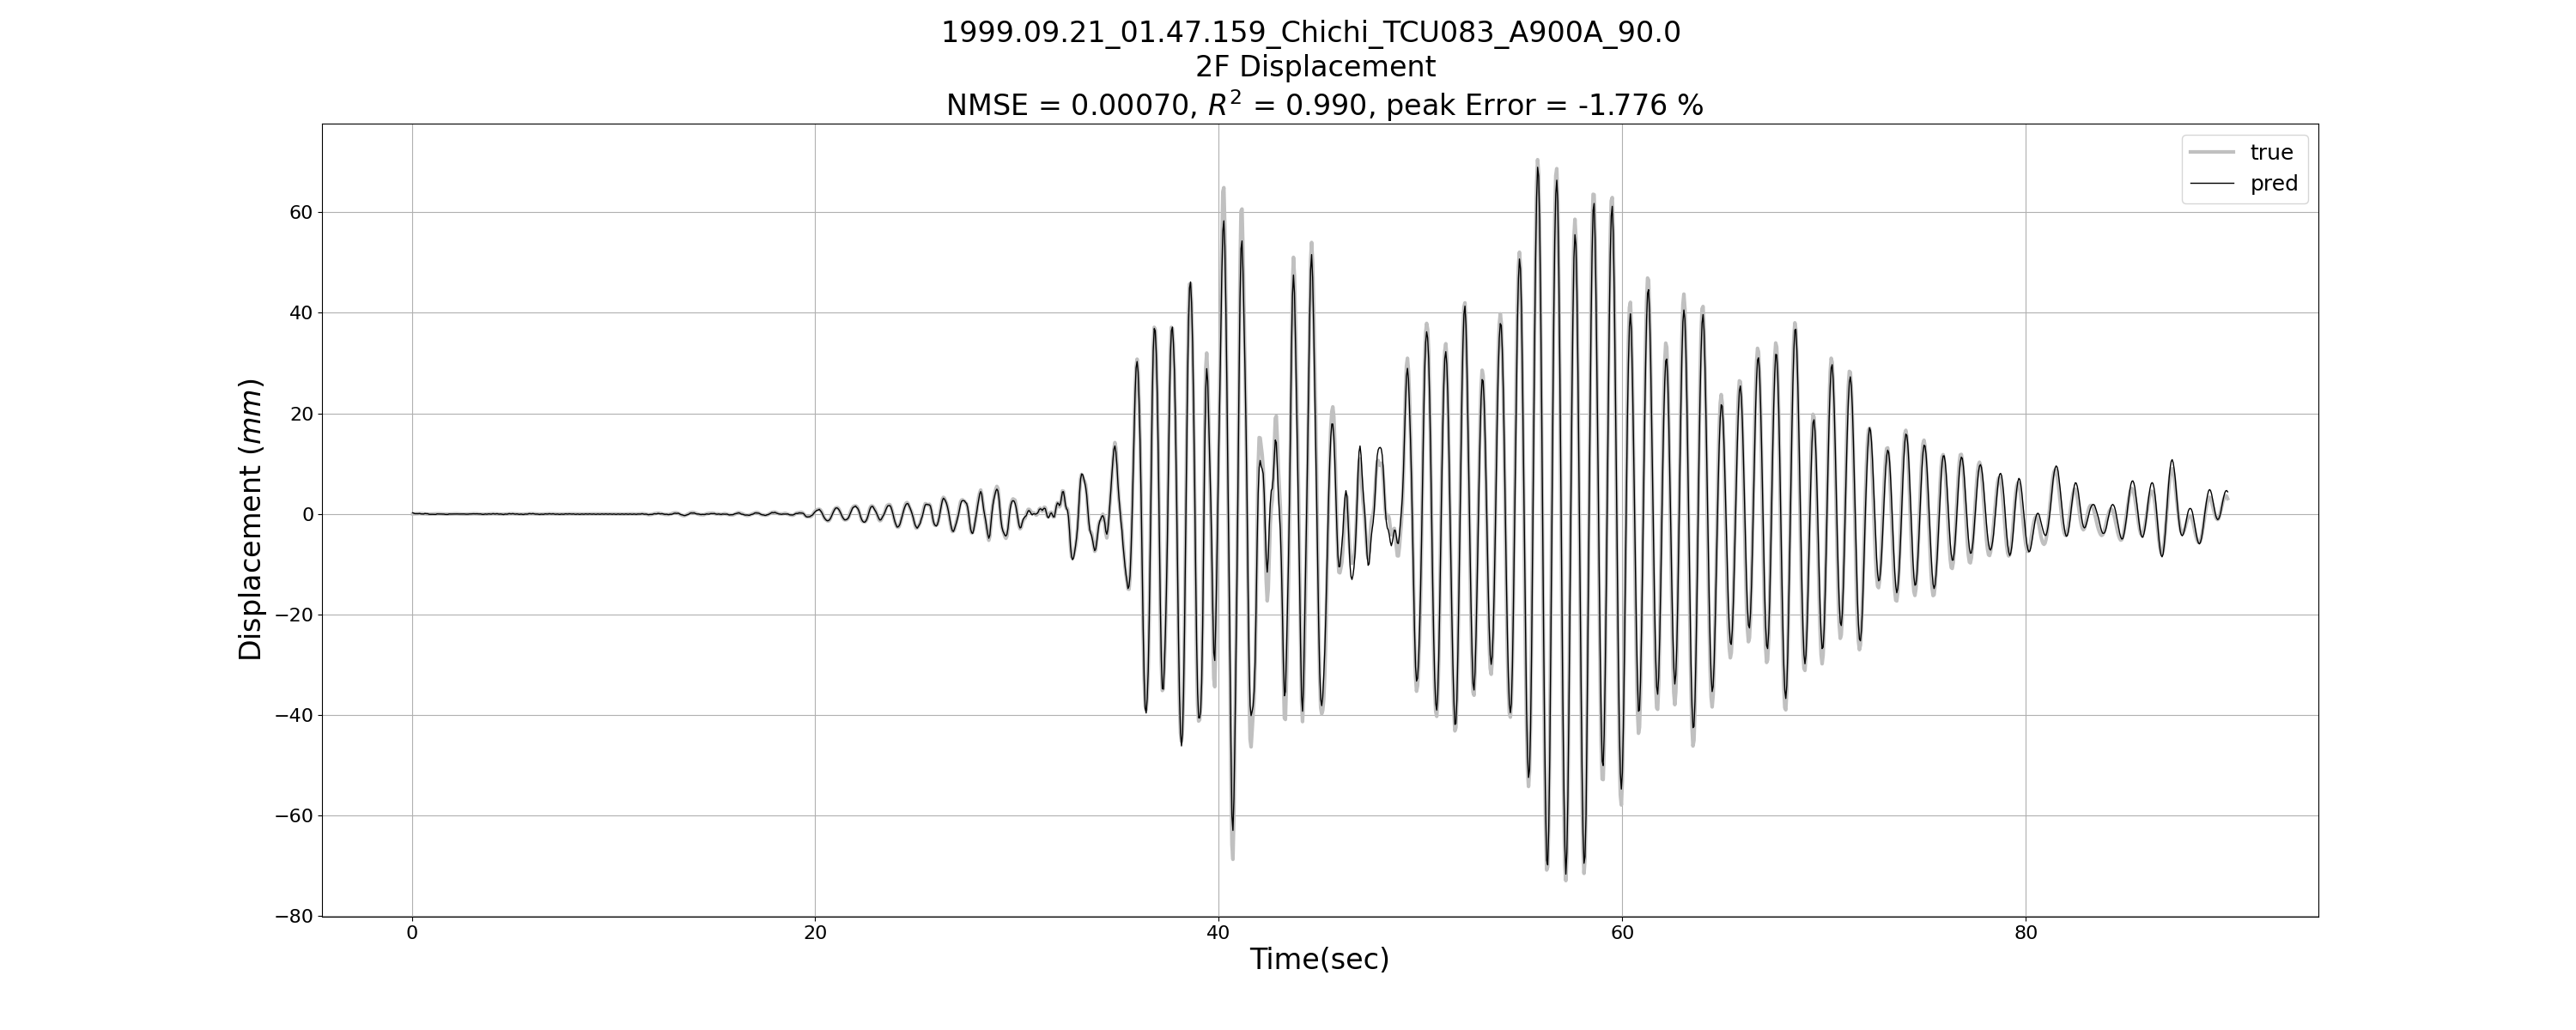 1999.09.21_01.47.159_Chichi_TCU083_A900A_90.0
2F Displacement
NMSE = 0.00070, R² = 0.990, peak Error = -1.776 %
true
pred
60
40
20
0
−20
−40
−60
−80
Displacement (mm)
0 20 40 60 80
Time(sec)